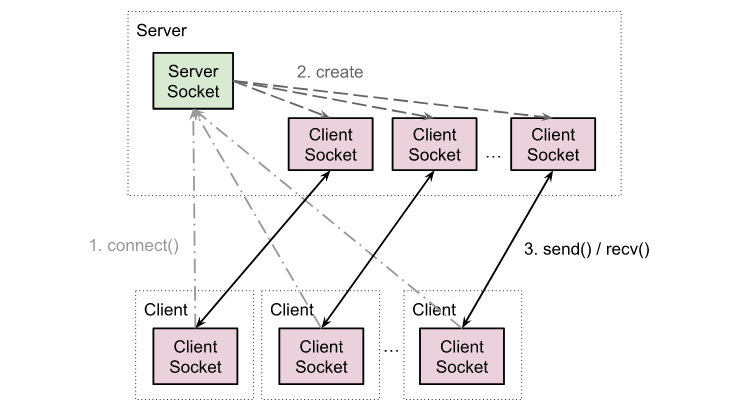 Server
Server
Socket
2. create
Client
Socket
Client
Socket
...
Client
Socket
1. connect()
3. send() / recv()
Client
Client
Socket
Client
Client
Socket
...
Client
Client
Socket